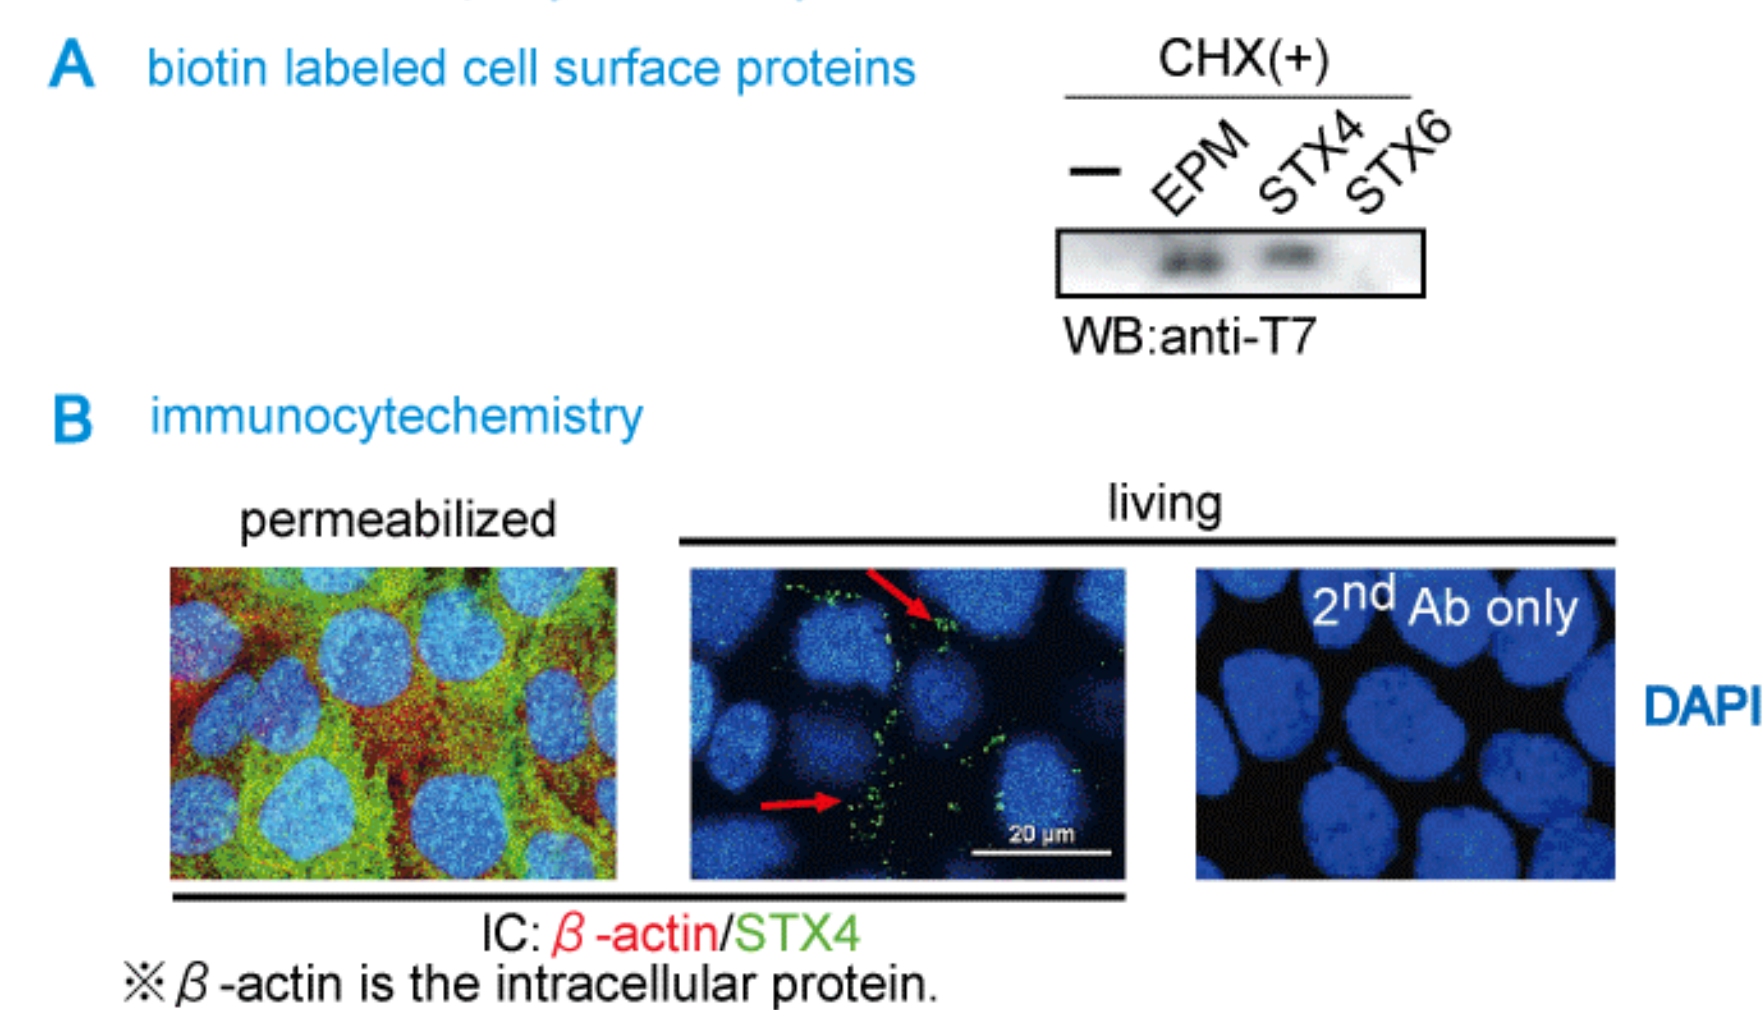 A biotin labeled cell surface proteins
CHX(+)
– EPM STX4 STX6
WB:anti-T7
B immunocytechemistry
permeabilized
living
2nd Ab only
DAPI
20 µm
IC: β-actin/STX4
※β-actin is the intracellular protein.